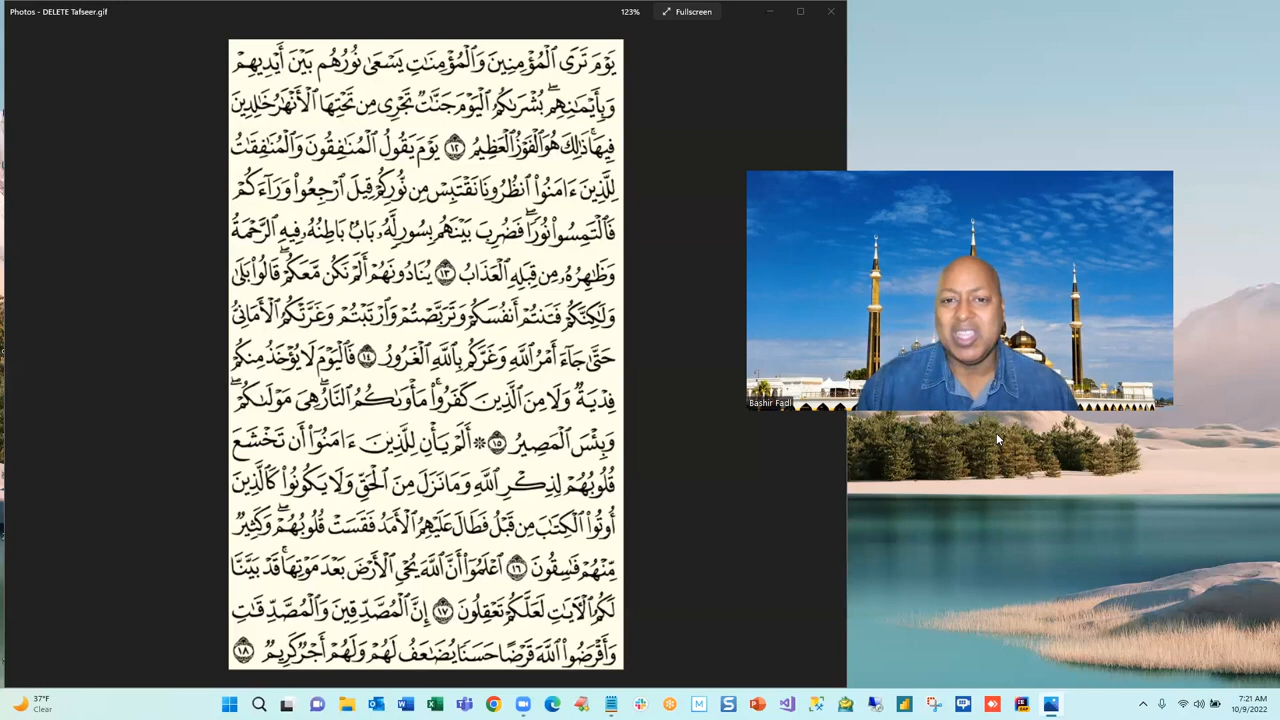 Photos - DELETE Tafseer.gif
123%
Fullscreen
يَوْمَ تَرَى ٱلْمُؤْمِنِينَ وَٱلْمُؤْمِنَٰتِ يَسْعَىٰ نُورُهُم بَيْنَ أَيْدِيهِمْ
وَبِأَيْمَٰنِهِمۖ بُشْرَىٰكُمُ ٱلْيَوْمَ جَنَّٰتٌ تَجْرِى مِن تَحْتِهَا ٱلْأَنْهَٰرُ خَٰلِدِينَ
فِيهَاۚ ذَٰلِكَ هُوَ ٱلْفَوْزُ ٱلْعَظِيمُ ١٢ يَوْمَ يَقُولُ ٱلْمُنَٰفِقُونَ وَٱلْمُنَٰفِقَٰتُ
لِلَّذِينَ ءَامَنُوا۟ ٱنظُرُونَا نَقْتَبِسْ مِن نُّورِكُمْ قِيلَ ٱرْجِعُوا۟ وَرَآءَكُمْ
فَٱلْتَمِسُوا۟ نُورًاۖ فَضُرِبَ بَيْنَهُم بِسُورٍ لَّهُۥ بَابٌۢ بَاطِنُهُۥ فِيهِ ٱلرَّحْمَةُ
وَظَٰهِرُهُۥ مِن قِبَلِهِ ٱلْعَذَابُ ١٣ يُنَادُونَهُمْ أَلَمْ نَكُن مَّعَكُمْۖ قَالُوا۟ بَلَىٰ
وَلَٰكِنَّكُمْ فَتَنتُمْ أَنفُسَكُمْ وَتَرَبَّصْتُمْ وَٱرْتَبْتُمْ وَغَرَّتْكُمُ ٱلْأَمَانِىُّ
حَتَّىٰ جَآءَ أَمْرُ ٱللَّهِ وَغَرَّكُم بِٱللَّهِ ٱلْغَرُورُ ١٤ فَٱلْيَوْمَ لَا يُؤْخَذُ مِنكُمْ
فِدْيَةٌ وَلَا مِنَ ٱلَّذِينَ كَفَرُوا۟ۚ مَأْوَىٰكُمُ ٱلنَّارُۖ هِىَ مَوْلَىٰكُمْۖ
وَبِئْسَ ٱلْمَصِيرُ ١٥ ۞ أَلَمْ يَأْنِ لِلَّذِينَ ءَامَنُوٓا۟ أَن تَخْشَعَ
قُلُوبُهُمْ لِذِكْرِ ٱللَّهِ وَمَا نَزَلَ مِنَ ٱلْحَقِّ وَلَا يَكُونُوا۟ كَٱلَّذِينَ
أُوتُوا۟ ٱلْكِتَٰبَ مِن قَبْلُ فَطَالَ عَلَيْهِمُ ٱلْأَمَدُ فَقَسَتْ قُلُوبُهُمْۖ وَكَثِيرٌ
مِّنْهُمْ فَٰسِقُونَ ١٦ ٱعْلَمُوٓا۟ أَنَّ ٱللَّهَ يُحْىِ ٱلْأَرْضَ بَعْدَ مَوْتِهَاۚ قَدْ بَيَّنَّا
لَكُمُ ٱلْءَايَٰتِ لَعَلَّكُمْ تَعْقِلُونَ ١٧ إِنَّ ٱلْمُصَّدِّقِينَ وَٱلْمُصَّدِّقَٰتِ
وَأَقْرَضُوا۟ ٱللَّهَ قَرْضًا حَسَنًا يُضَٰعَفُ لَهُمْ وَلَهُمْ أَجْرٌ كَرِيمٌ ١٨
Bashir Fadl
37°F
Clear
7:21 AM
10/9/2022